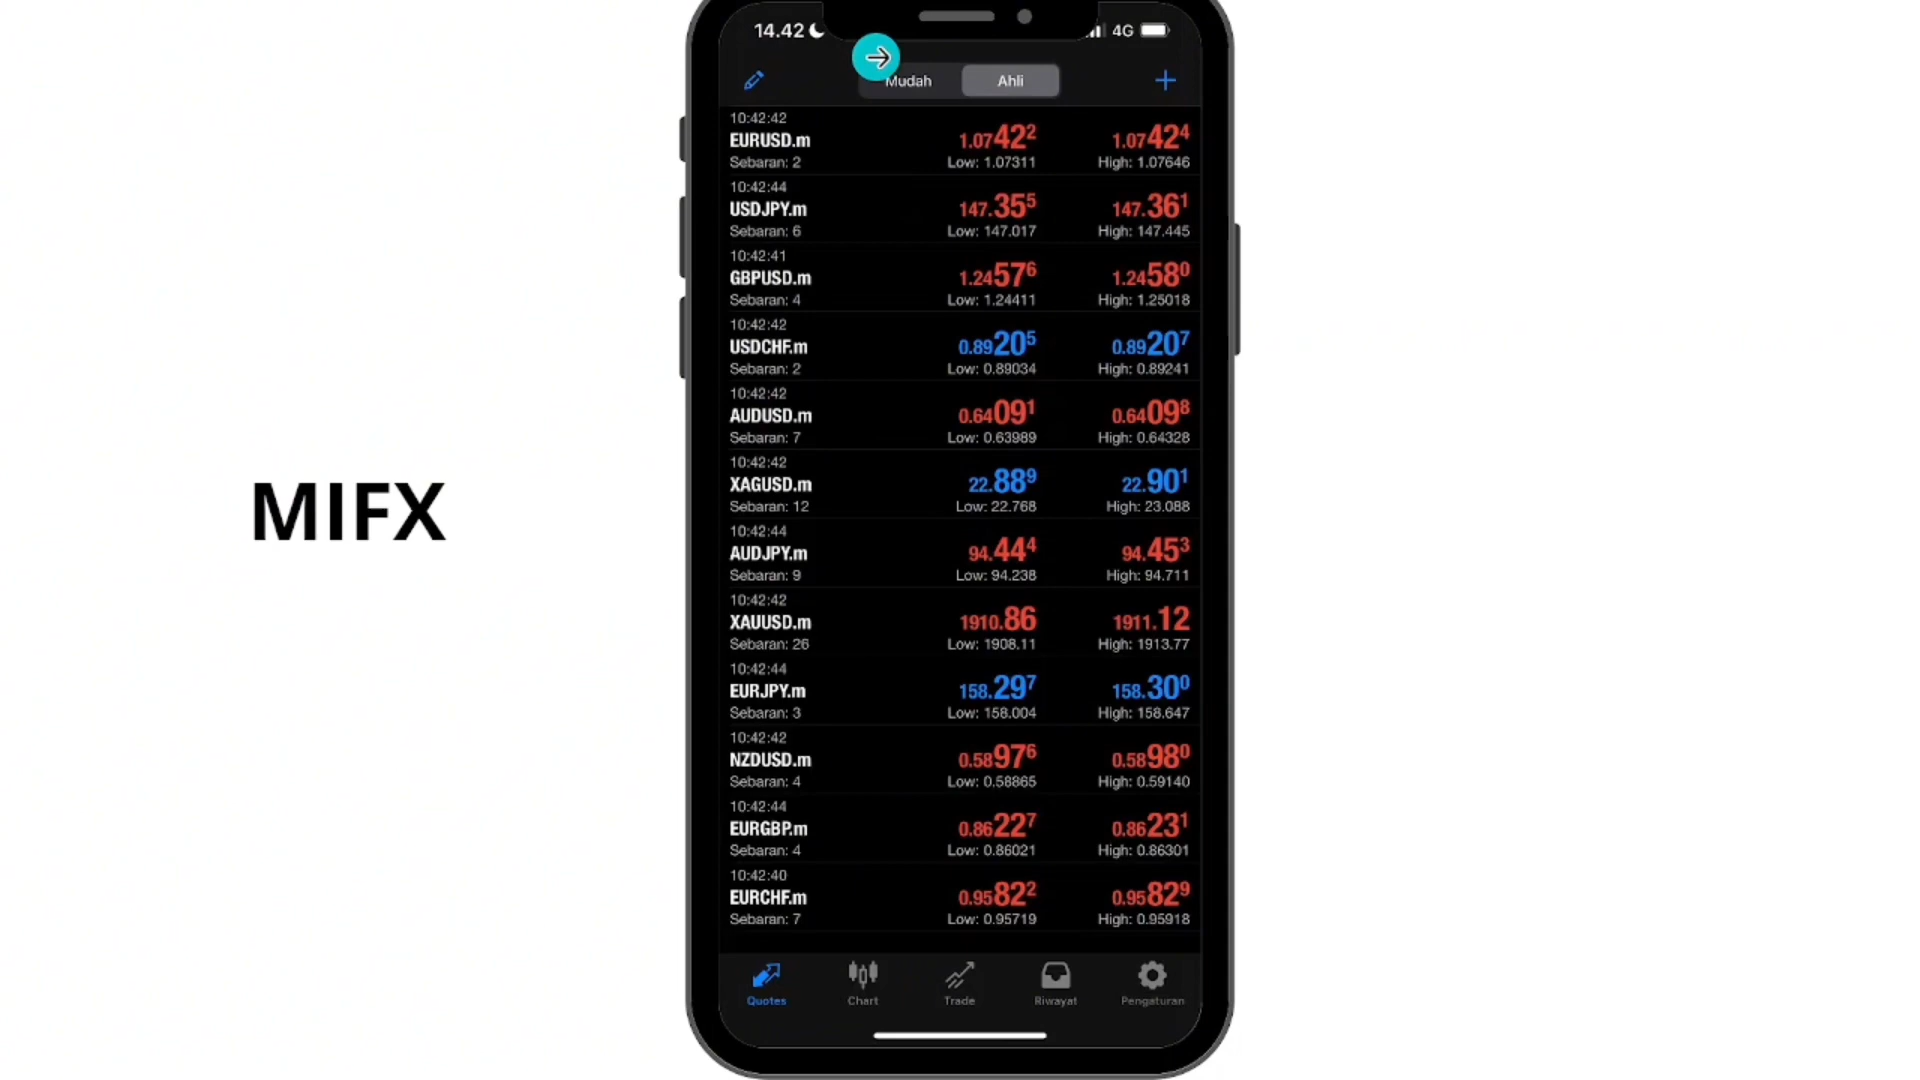 14.42
4G
Mudah Ahli
10:42:42
EURUSD.m 1.07422 1.07424
Sebaran: 2 Low: 1.07311 High: 1.07646
10:42:44
USDJPY.m 147.355 147.361
Sebaran: 6 Low: 147.017 High: 147.445
10:42:41
GBPUSD.m 1.24576 1.24580
Sebaran: 4 Low: 1.24411 High: 1.25018
10:42:42
USDCHF.m 0.89205 0.89207
Sebaran: 2 Low: 0.89034 High: 0.89241
10:42:42
AUDUSD.m 0.64091 0.64098
Sebaran: 7 Low: 0.63989 High: 0.64328
10:42:42
XAGUSD.m 22.889 22.901
Sebaran: 12 Low: 22.768 High: 23.088
10:42:44
AUDJPY.m 94.444 94.453
Sebaran: 9 Low: 94.238 High: 94.711
10:42:42
XAUUSD.m 1910.86 1911.12
Sebaran: 26 Low: 1908.11 High: 1913.77
10:42:44
EURJPY.m 158.297 158.300
Sebaran: 3 Low: 158.004 High: 158.647
10:42:42
NZDUSD.m 0.58976 0.58980
Sebaran: 4 Low: 0.58865 High: 0.59140
10:42:44
EURGBP.m 0.86227 0.86231
Sebaran: 4 Low: 0.86021 High: 0.86301
10:42:40
EURCHF.m 0.95822 0.95829
Sebaran: 7 Low: 0.95719 High: 0.95918
Quotes Chart Trade Riwayat Pengaturan
MIFX